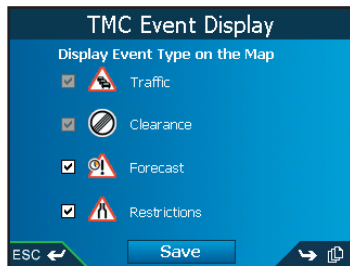 TMC Event Display
Display Event Type on the Map
Traffic
Clearance
Forecast
Restrictions
ESC
Save